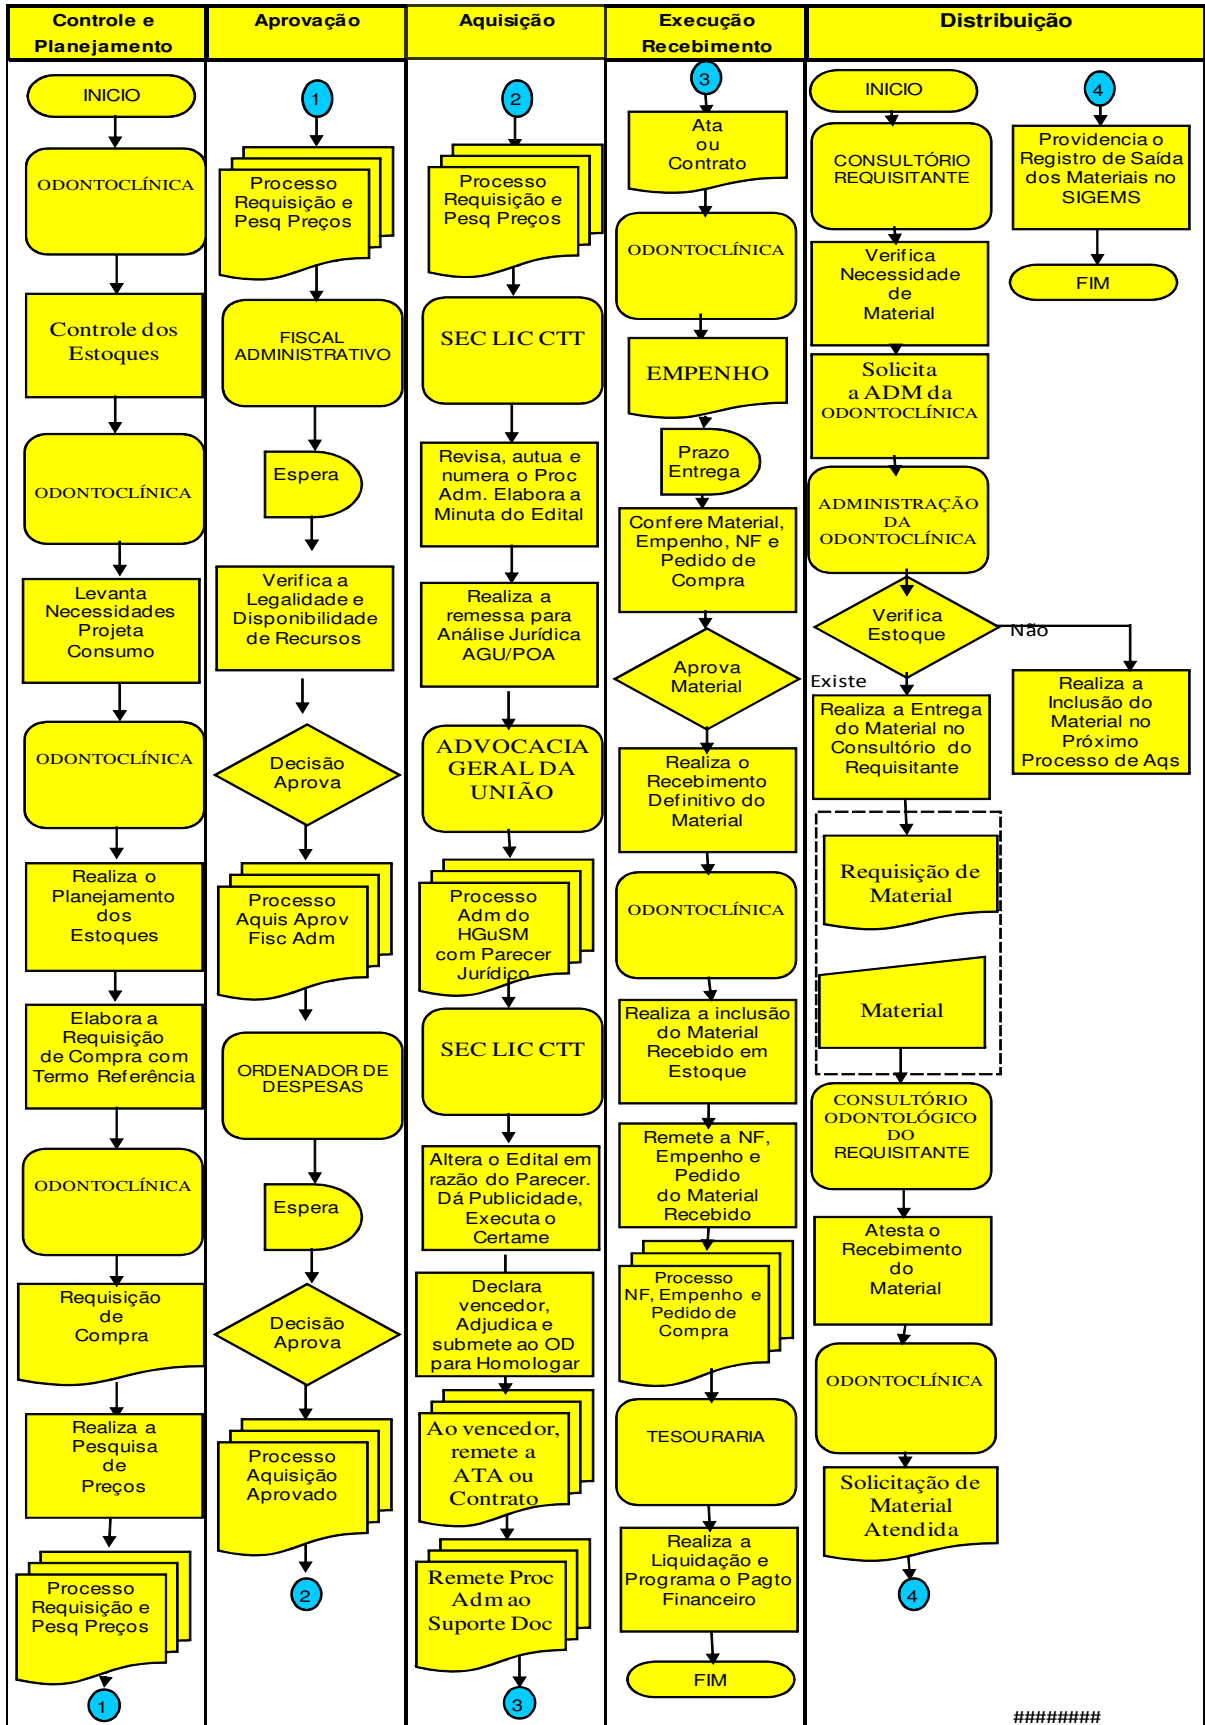 Controle e
Planejamento
Aprovação
Aquisição
Execução
Recebimento
Distribuição
INICIO
ODONTOCLÍNICA
Controle dos
Estoques
ODONTOCLÍNICA
Levanta
Necessidades
Projeta
Consumo
ODONTOCLÍNICA
Realiza o
Planejamento
dos
Estoques
Elabora a
Requisição
de Compra com
Termo Referência
ODONTOCLÍNICA
Requisição
de
Compra
Realiza a
Pesquisa
de
Preços
Processo
Requisição e
Pesq Preços
1
1
Processo
Requisição e
Pesq Preços
FISCAL
ADMINISTRATIVO
Espera
Verifica a
Legalidade e
Disponibilidade
de Recursos
Decisão
Aprova
Processo
Aquis Aprov
Fisc Adm
ORDENADOR DE
DESPESAS
Espera
Decisão
Aprova
Processo
Aquisição
Aprovado
2
2
Processo
Requisição e
Pesq Preços
SEC LIC CTT
Revisa, autua e
numera o Proc
Adm. Elabora a
Minuta do Edital
Realiza a
remessa para
Análise Jurídica
AGU/POA
ADVOCACIA
GERAL DA
UNIÃO
Processo
Adm do
HGuSM
com Parecer
Jurídico
SEC LIC CTT
Altera o Edital em
razão do Parecer.
Dá Publicidade,
Executa o
Certame
Declara
vencedor,
Adjudica e
submete ao OD
para Homologar
Ao vencedor,
remete a
ATA ou
Contrato
Remete Proc
Adm ao
Suporte Doc
3
3
Ata
ou
Contrato
ODONTOCLÍNICA
EMPENHO
Prazo
Entrega
Confere Material,
Empenho, NF e
Pedido de
Compra
Aprova
Material
Realiza o
Recebimento
Definitivo do
Material
ODONTOCLÍNICA
Realiza a inclusão
do Material
Recebido em
Estoque
Remete a NF,
Empenho e
Pedido
do Material
Recebido
Processo
NF, Empenho e
Pedido de
Compra
TESOURARIA
Realiza a
Liquidação e
Programa o Pagto
Financeiro
FIM
INICIO
CONSULTÓRIO
REQUISITANTE
Verifica
Necessidade
de
Material
Solicita
a ADM da
ODONTOCLÍNICA
ADMINISTRAÇÃO
DA
ODONTOCLÍNICA
Verifica
Estoque
Não
Existe
Realiza a Entrega
do Material no
Consultório do
Requisitante
Requisição de
Material
Material
CONSULTÓRIO
ODONTOLÓGICO
DO
REQUISITANTE
Atesta o
Recebimento
do
Material
ODONTOCLÍNICA
Solicitação de
Material
Atendida
4
4
Providencia o
Registro de Saída
dos Materiais no
SIGEMS
FIM
Realiza a
Inclusão do
Material no
Próximo
Processo de Aqs
########